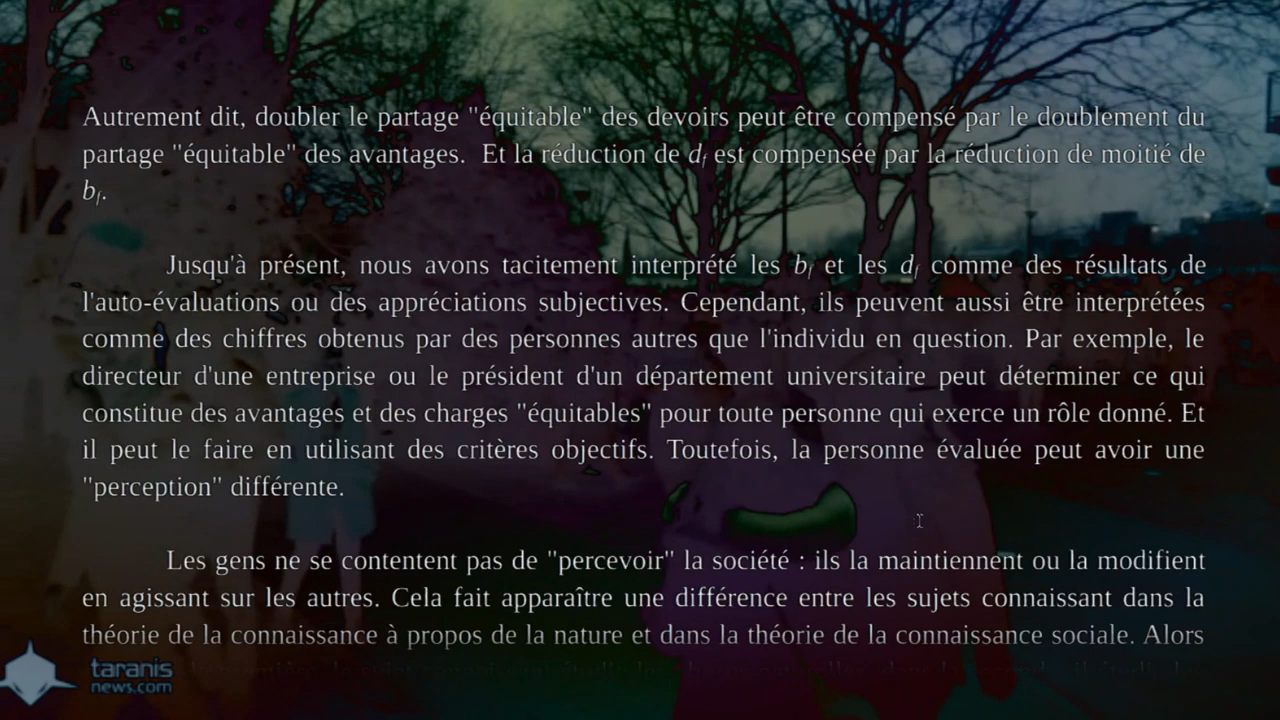 Autrement dit, doubler le partage "équitable" des devoirs peut être compensé par le doublement du
partage "équitable" des avantages. Et la réduction de df est compensée par la réduction de moitié de
bf.
Jusqu'à présent, nous avons tacitement interprété les bf et les df comme des résultats de
l'auto-évaluations ou des appréciations subjectives. Cependant, ils peuvent aussi être interprétées
comme des chiffres obtenus par des personnes autres que l'individu en question. Par exemple, le
directeur d'une entreprise ou le président d'un département universitaire peut déterminer ce qui
constitue des avantages et des charges "équitables" pour toute personne qui exerce un rôle donné. Et
il peut le faire en utilisant des critères objectifs. Toutefois, la personne évaluée peut avoir une
"perception" différente.
Les gens ne se contentent pas de "percevoir" la société : ils la maintiennent ou la modifient
en agissant sur les autres. Cela fait apparaître une différence entre les sujets connaissant dans la
théorie de la connaissance à propos de la nature et dans la théorie de la connaissance sociale. Alors
taranis
news.com